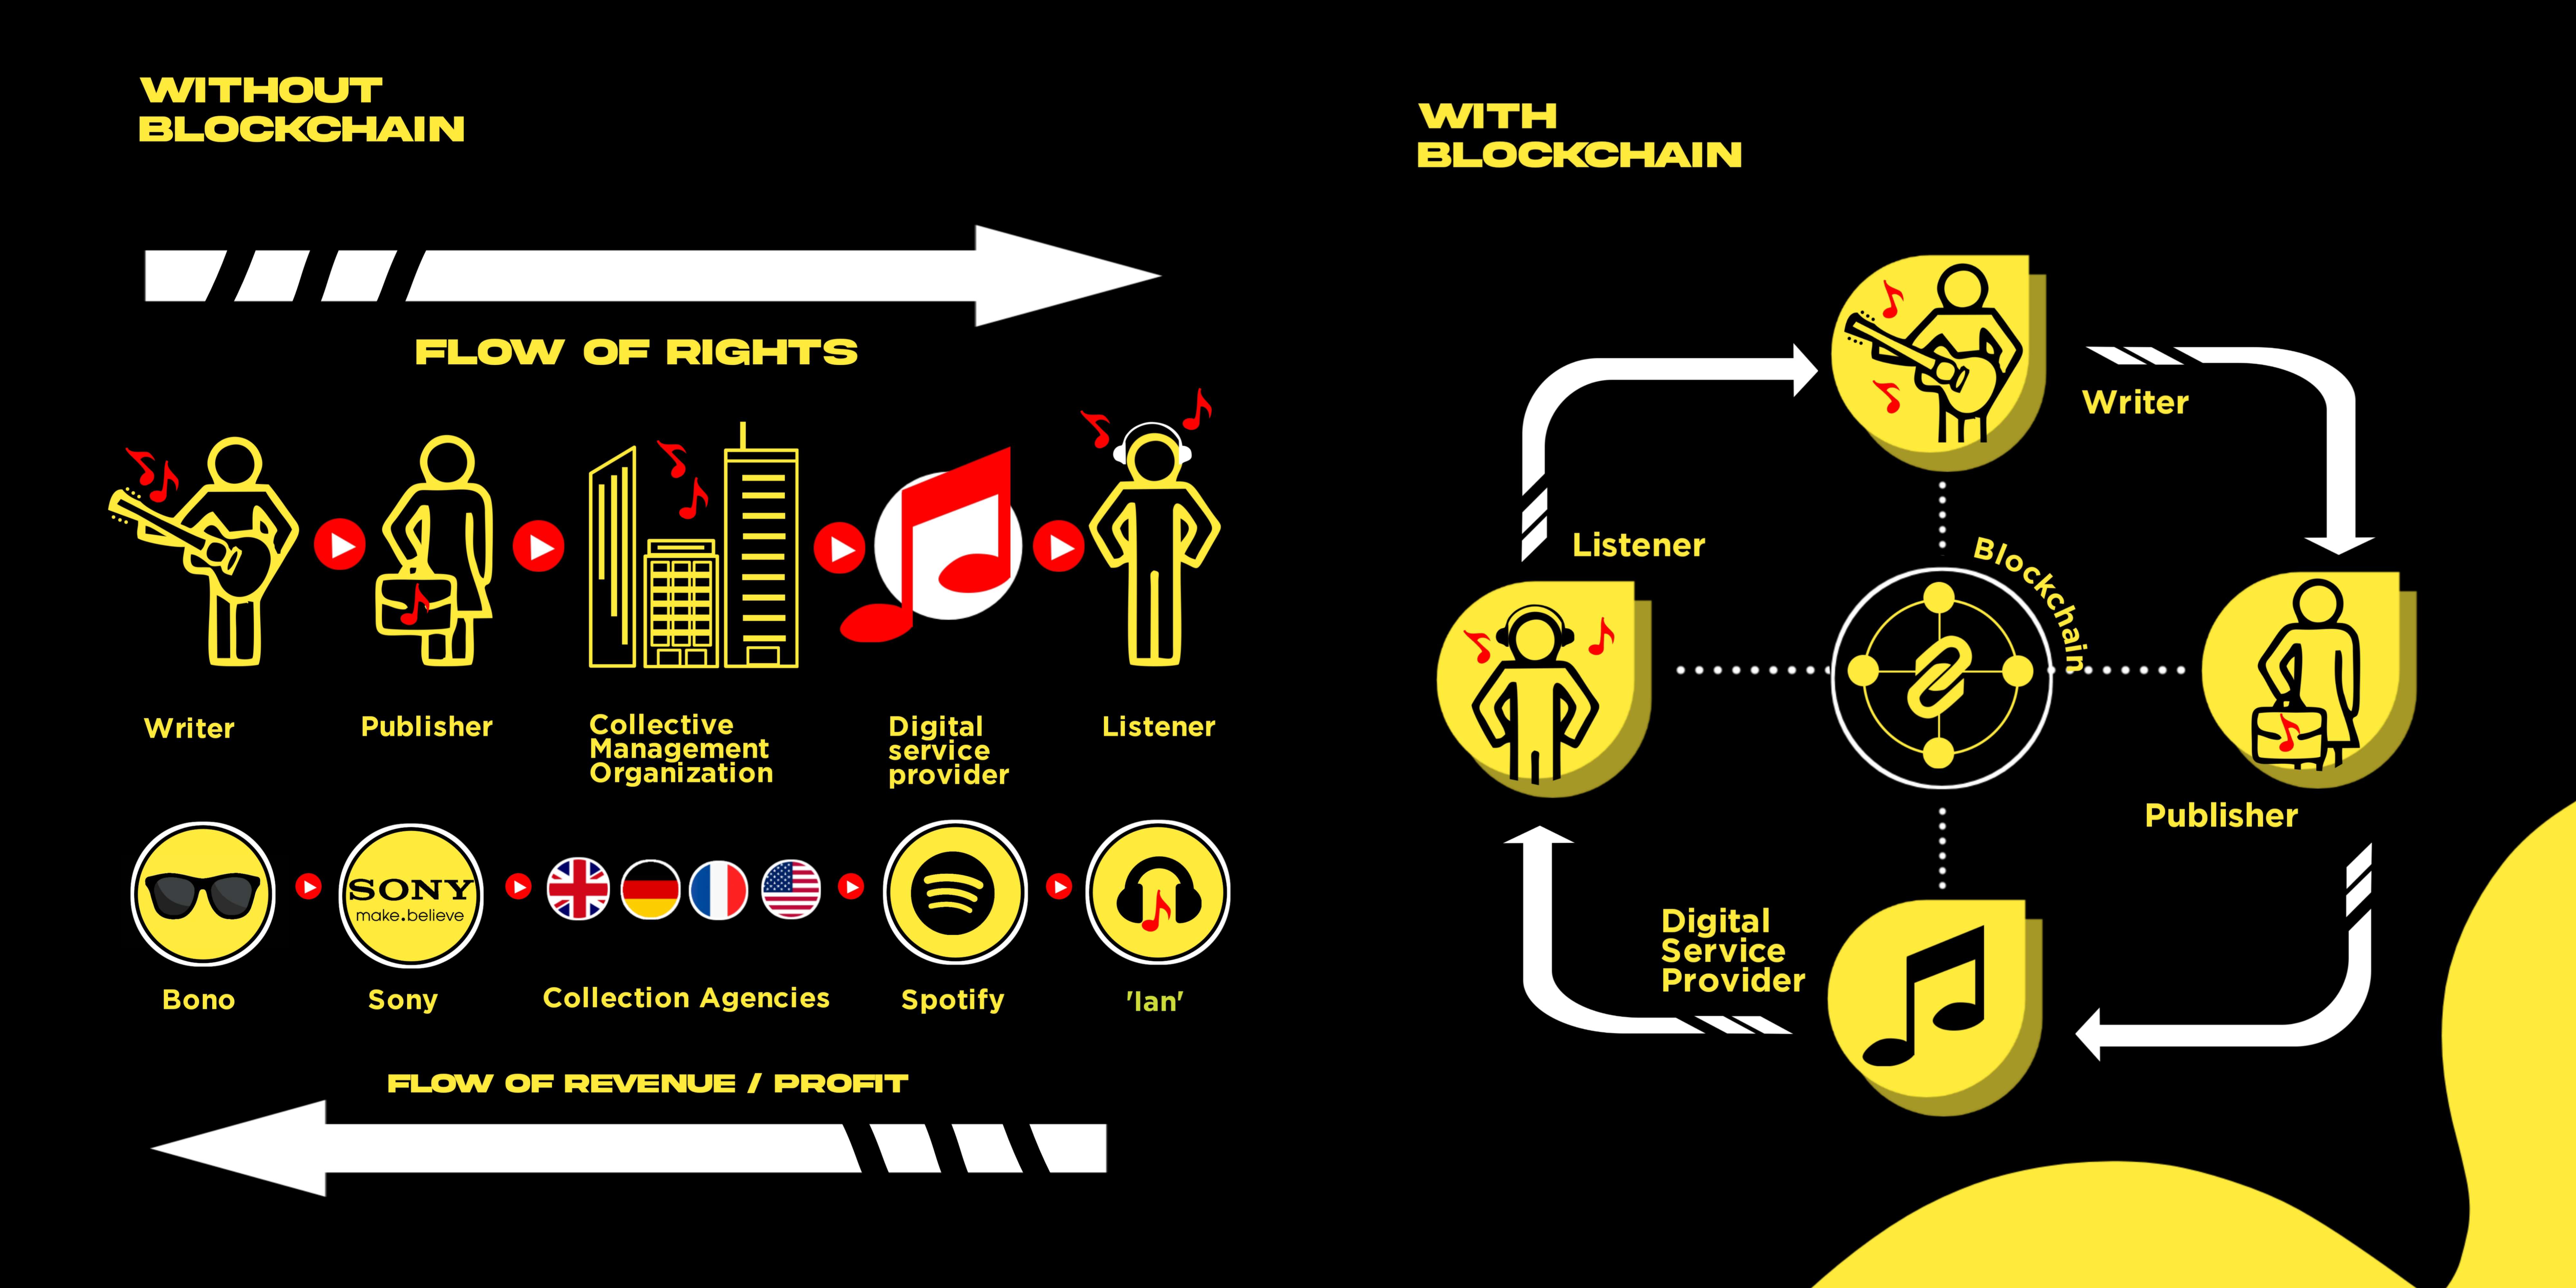 WITHOUT
BLOCKCHAIN
FLOW OF RIGHTS
Writer
Publisher
Collective
Management
Organization
Digital
service
provider
Listener
SONY
make.believe
Bono
Sony
Collection Agencies
Spotify
'Ian'
FLOW OF REVENUE / PROFIT
WITH
BLOCKCHAIN
Writer
Listener
Blockchain
Publisher
Digital
Service
Provider